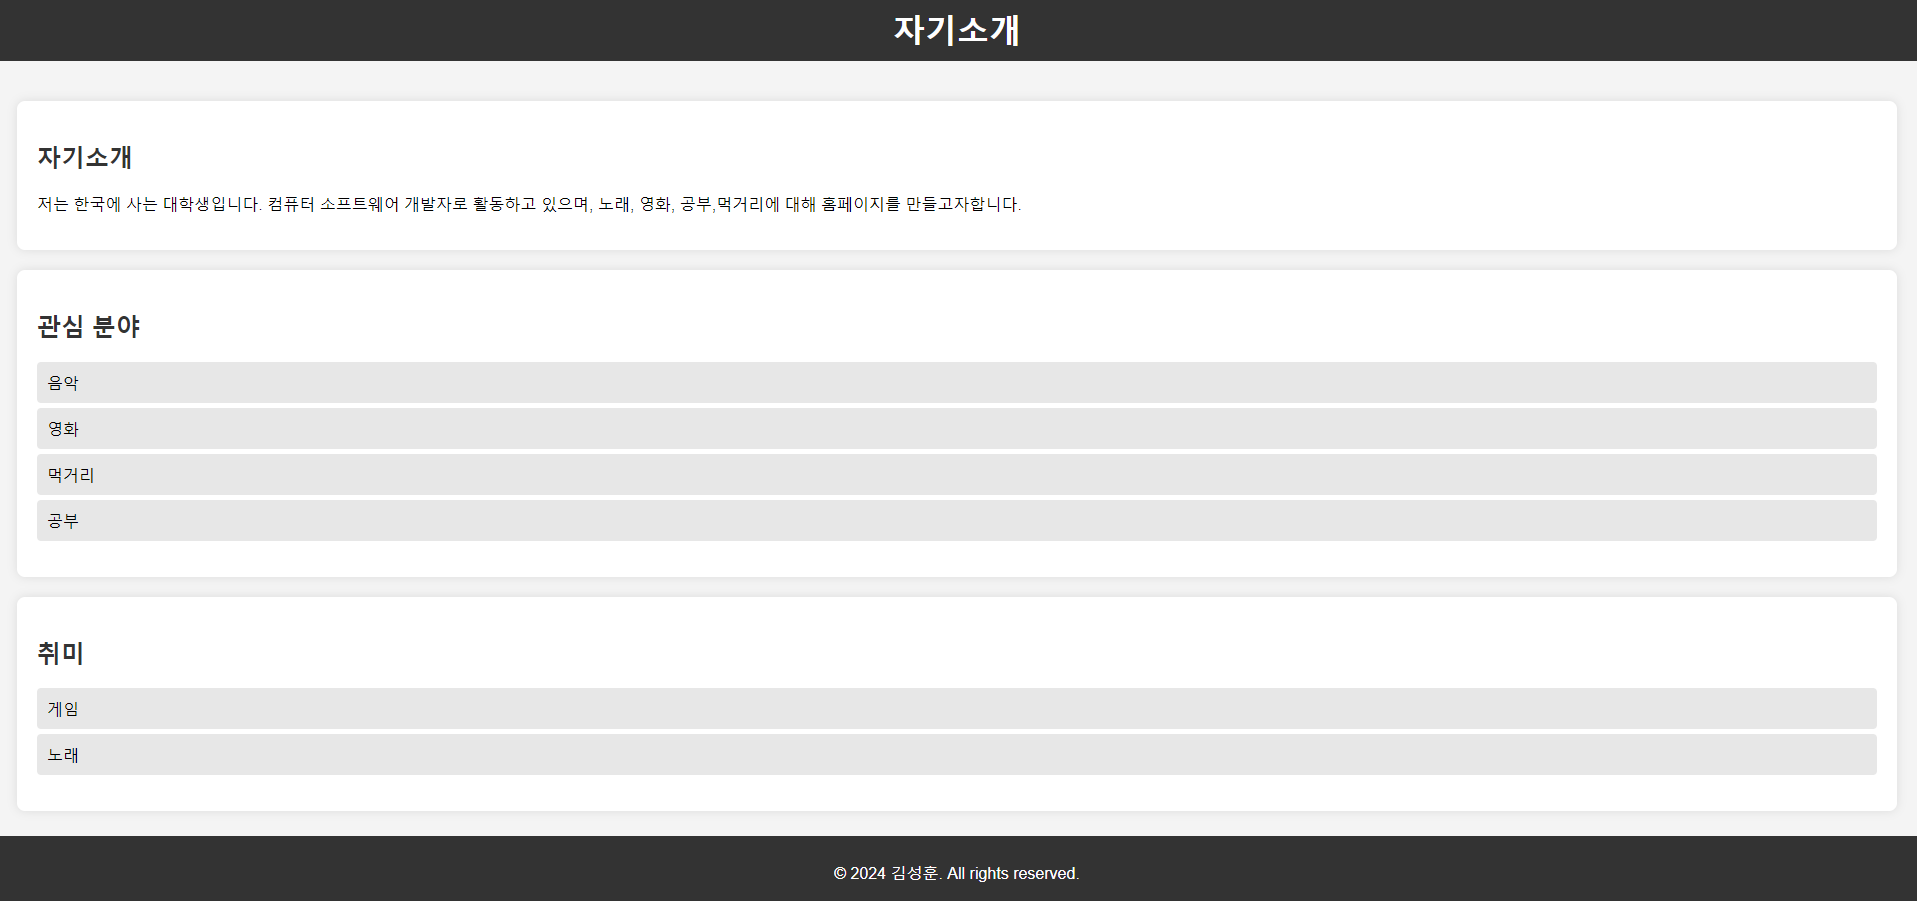 자기소개
자기소개
저는 한국에 사는 대학생입니다. 컴퓨터 소프트웨어 개발자로 활동하고 있으며, 노래, 영화, 공부,먹거리에 대해 홈페이지를 만들고자합니다.
관심 분야
음악
영화
먹거리
공부
취미
게임
노래
© 2024 김성훈. All rights reserved.